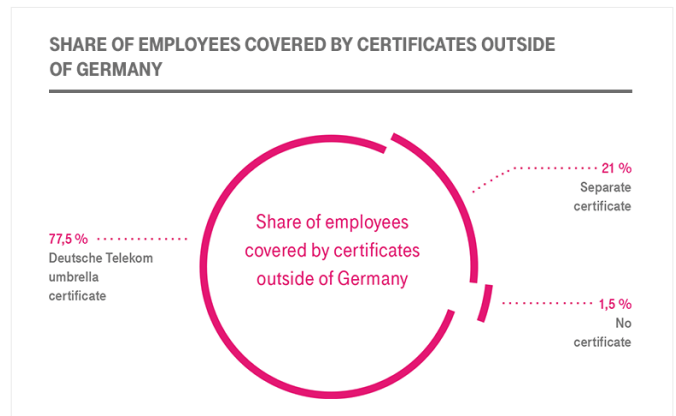 SHARE OF EMPLOYEES COVERED BY CERTIFICATES OUTSIDE
OF GERMANY
21 %
Separate
certificate
Share of employees
covered by certificates
outside of Germany
77,5 %
Deutsche Telekom
umbrella
certificate
1,5 %
No
certificate